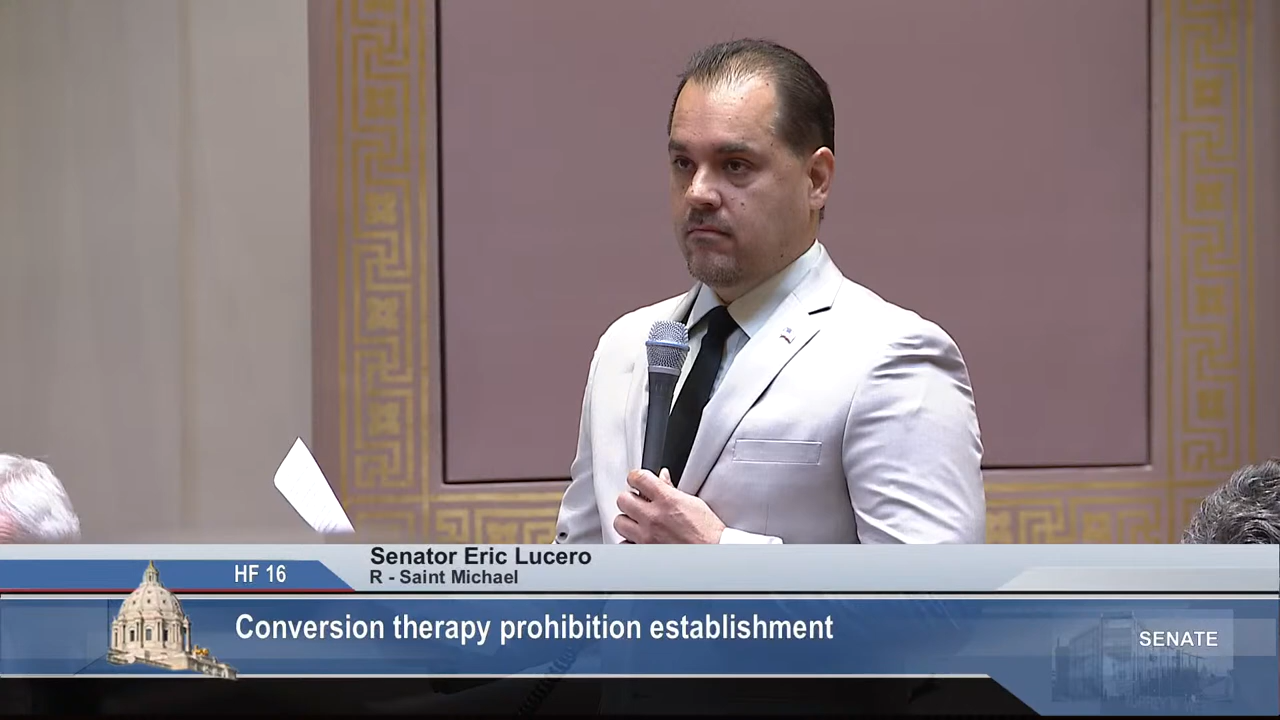 Senator Eric Lucero
HF 16
R - Saint Michael
Conversion therapy prohibition establishment
SENATE